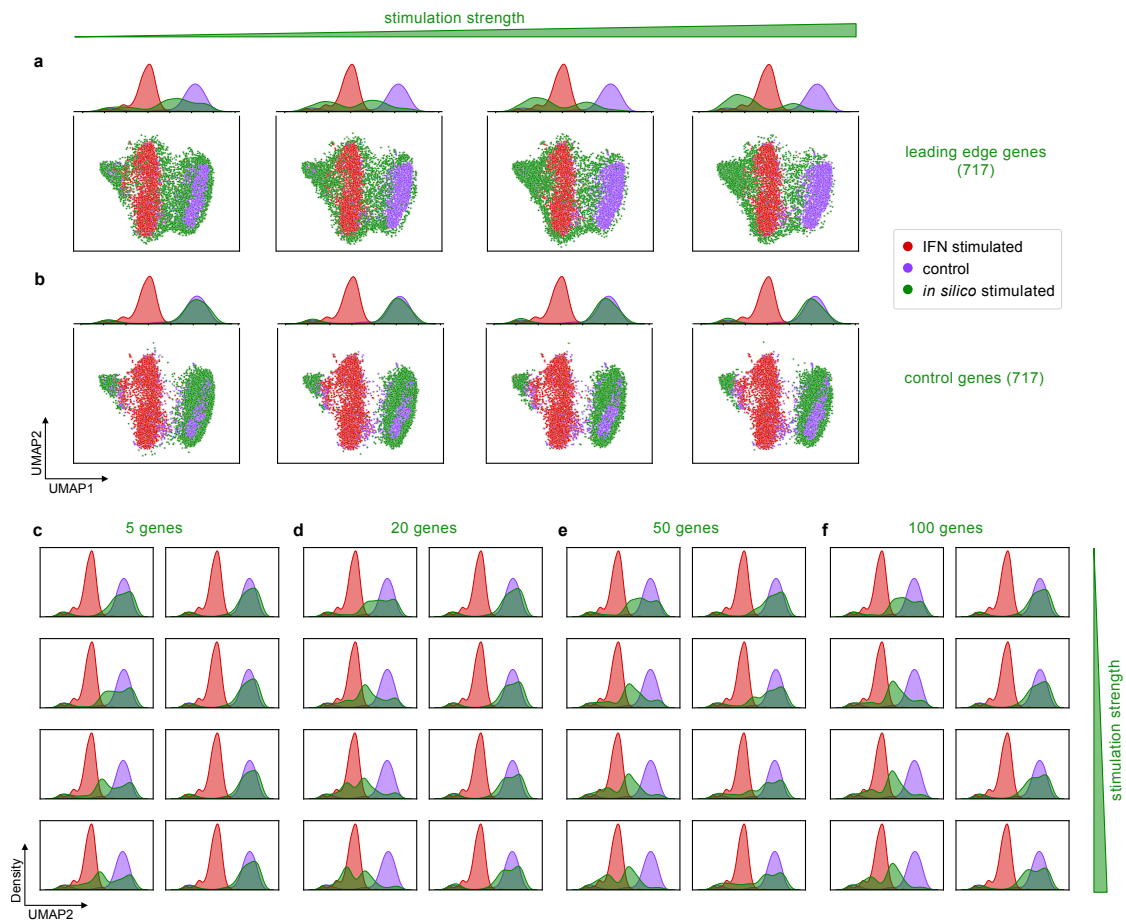 stimulation strength
a
leading edge genes
(717)
IFN stimulated
control
in silico stimulated
b
control genes (717)
UMAP2
UMAP1
c
5 genes
d
20 genes
e
50 genes
f
100 genes
stimulation strength
Density
UMAP2